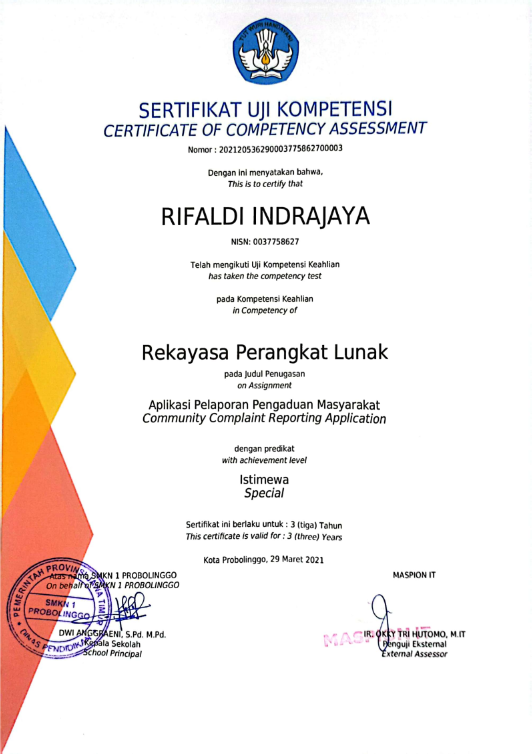 TUT WURI HANDAYANI
SERTIFIKAT UJI KOMPETENSI
CERTIFICATE OF COMPETENCY ASSESSMENT
Nomor : 202120536290003775862700003
Dengan ini menyatakan bahwa,
This is to certify that
RIFALDI INDRAJAYA
NISN: 0037758627
Telah mengikuti Uji Kompetensi Keahlian
has taken the competency test
pada Kompetensi Keahlian
in Competency of
Rekayasa Perangkat Lunak
pada Judul Penugasan
on Assignment
Aplikasi Pelaporan Pengaduan Masyarakat
Community Complaint Reporting Application
dengan predikat
with achievement level
Istimewa
Special
Sertifikat ini berlaku untuk : 3 (tiga) Tahun
This certificate is valid for : 3 (three) Years
Kota Probolinggo, 29 Maret 2021
Atas nama SMKN 1 PROBOLINGGO
On behalf of SMKN 1 PROBOLINGGO
PEMERINTAH PROVINSI JAWA TIMUR
SMKN 1
PROBOLINGGO
DINAS PENDIDIKAN
DWI ANGGRAENI, S.Pd. M.Pd.
Kepala Sekolah
School Principal
MASPION IT
MASPION IT
IR. OKKY TRI HUTOMO, M.IT
Penguji Eksternal
External Assessor